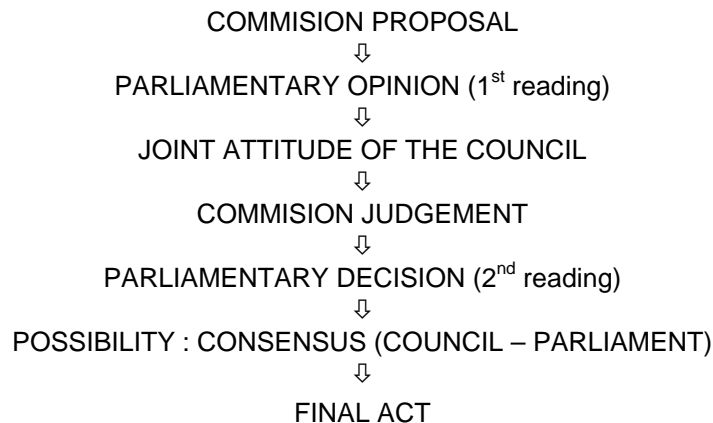 COMMISION PROPOSAL
⇩
PARLIAMENTARY OPINION (1st reading)
⇩
JOINT ATTITUDE OF THE COUNCIL
⇩
COMMISION JUDGEMENT
⇩
PARLIAMENTARY DECISION (2nd reading)
⇩
POSSIBILITY : CONSENSUS (COUNCIL – PARLIAMENT)
⇩
FINAL ACT